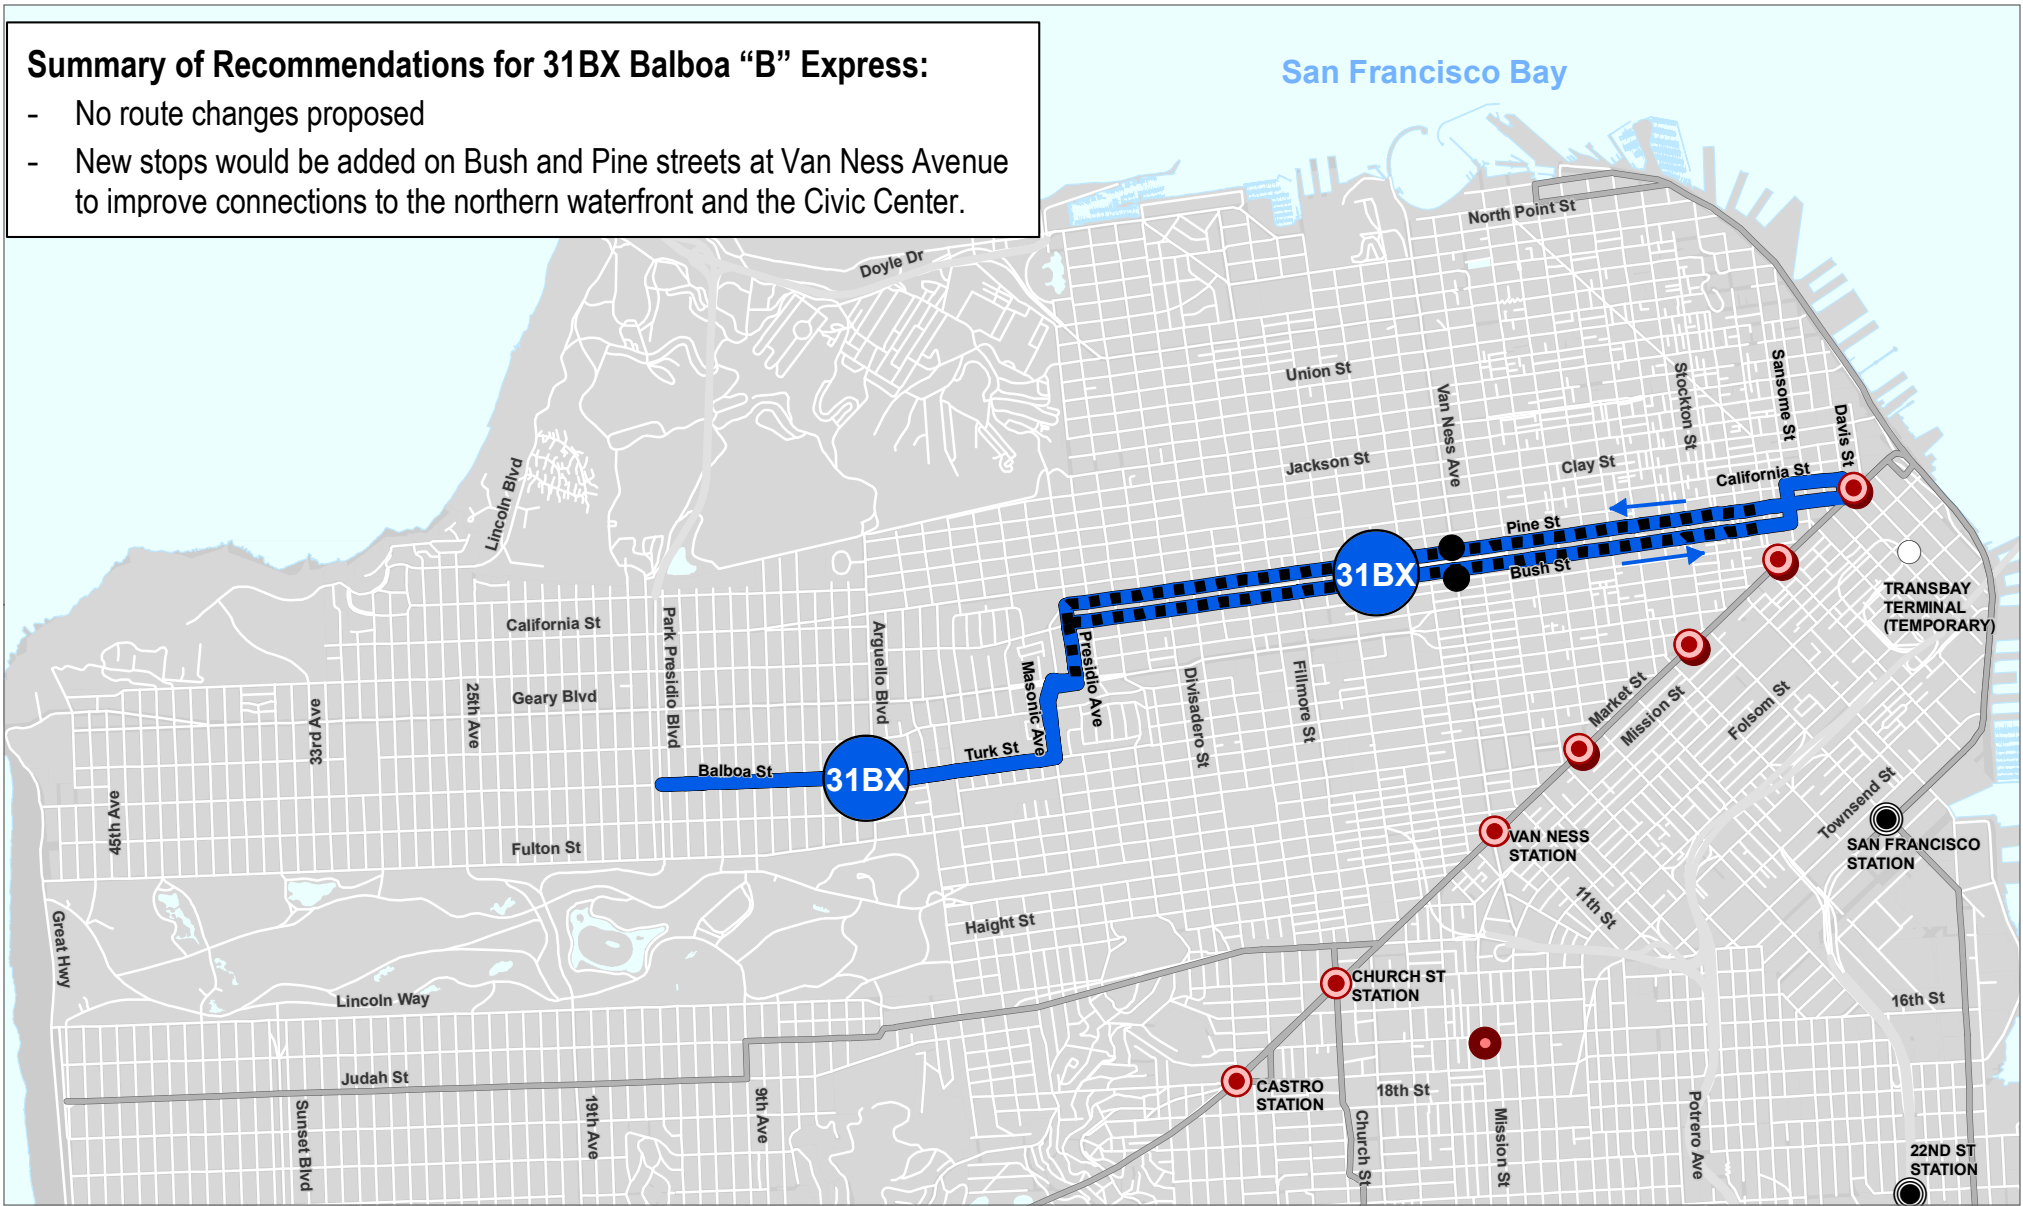 Summary of Recommendations for 31BX Balboa “B” Express:
- No route changes proposed
- New stops would be added on Bush and Pine streets at Van Ness Avenue
to improve connections to the northern waterfront and the Civic Center.
San Francisco Bay
North Point St
Doyle Dr
Union St
Van Ness Ave
Stockton St
Sansome St
Davis St
Jackson St
Clay St
California St
Lincoln Blvd
Pine St
Bush St
31BX
TRANSBAY
TERMINAL
(TEMPORARY)
California St
Park Presidio Blvd
Arguello Blvd
Masonic Ave
Presidio Ave
Divisadero St
Fillmore St
Market St
Mission St
Folsom St
33rd Ave
25th Ave
Geary Blvd
Balboa St
31BX
Turk St
45th Ave
Fulton St
Townsend St
VAN NESS
STATION
SAN FRANCISCO
STATION
11th St
Great Hwy
Haight St
Lincoln Way
CHURCH ST
STATION
16th St
Judah St
Sunset Blvd
19th Ave
9th Ave
CASTRO
STATION
18th St
Church St
Mission St
Potrero Ave
22ND ST
STATION